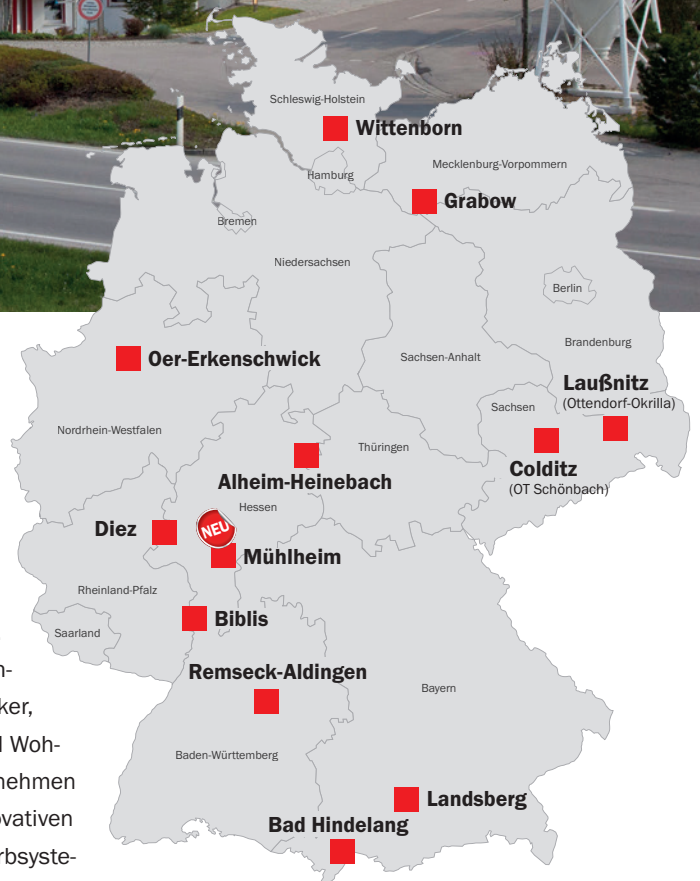 Schleswig-Holstein
Wittenborn
Hamburg
Mecklenburg-Vorpommern
Grabow
Bremen
Niedersachsen
Berlin
Brandenburg
Oer-Erkenschwick
Sachsen-Anhalt
Laußnitz
(Ottendorf-Okrilla)
Sachsen
Nordrhein-Westfalen
Thüringen
Colditz
(OT Schönbach)
Alheim-Heinebach
Hessen
NEU
Diez
Mühlheim
Rheinland-Pfalz
Biblis
Saarland
Remseck-Aldingen
Bayern
Baden-Württemberg
Landsberg
Bad Hindelang
n-
ker,
d Woh-
nehmen
ovativen
rbsyste-